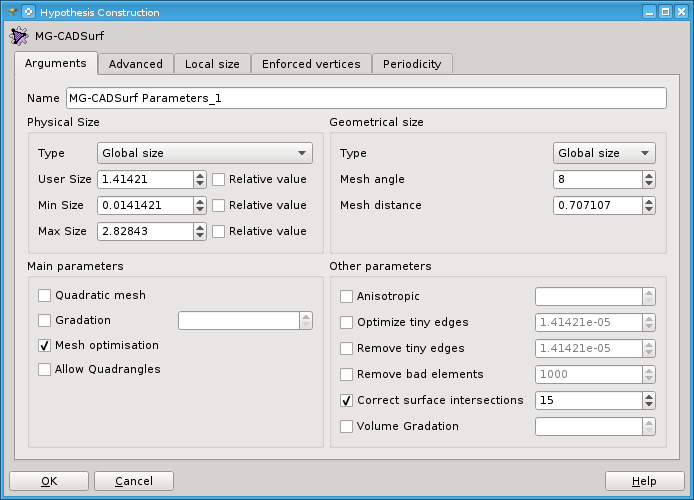 Hypothesis Construction
MG-CADSurf
Arguments Advanced Local size Enforced vertices Periodicity
Name MG-CADSurf Parameters_1
Physical Size
Type Global size
User Size 1.41421 Relative value
Min Size 0.0141421 Relative value
Max Size 2.82843 Relative value
Geometrical size
Type Global size
Mesh angle 8
Mesh distance 0.707107
Main parameters
Quadratic mesh
Gradation
Mesh optimisation
Allow Quadrangles
Other parameters
Anisotropic
Optimize tiny edges 1.41421e-05
Remove tiny edges 1.41421e-05
Remove bad elements 1000
Correct surface intersections 15
Volume Gradation
OK Cancel Help